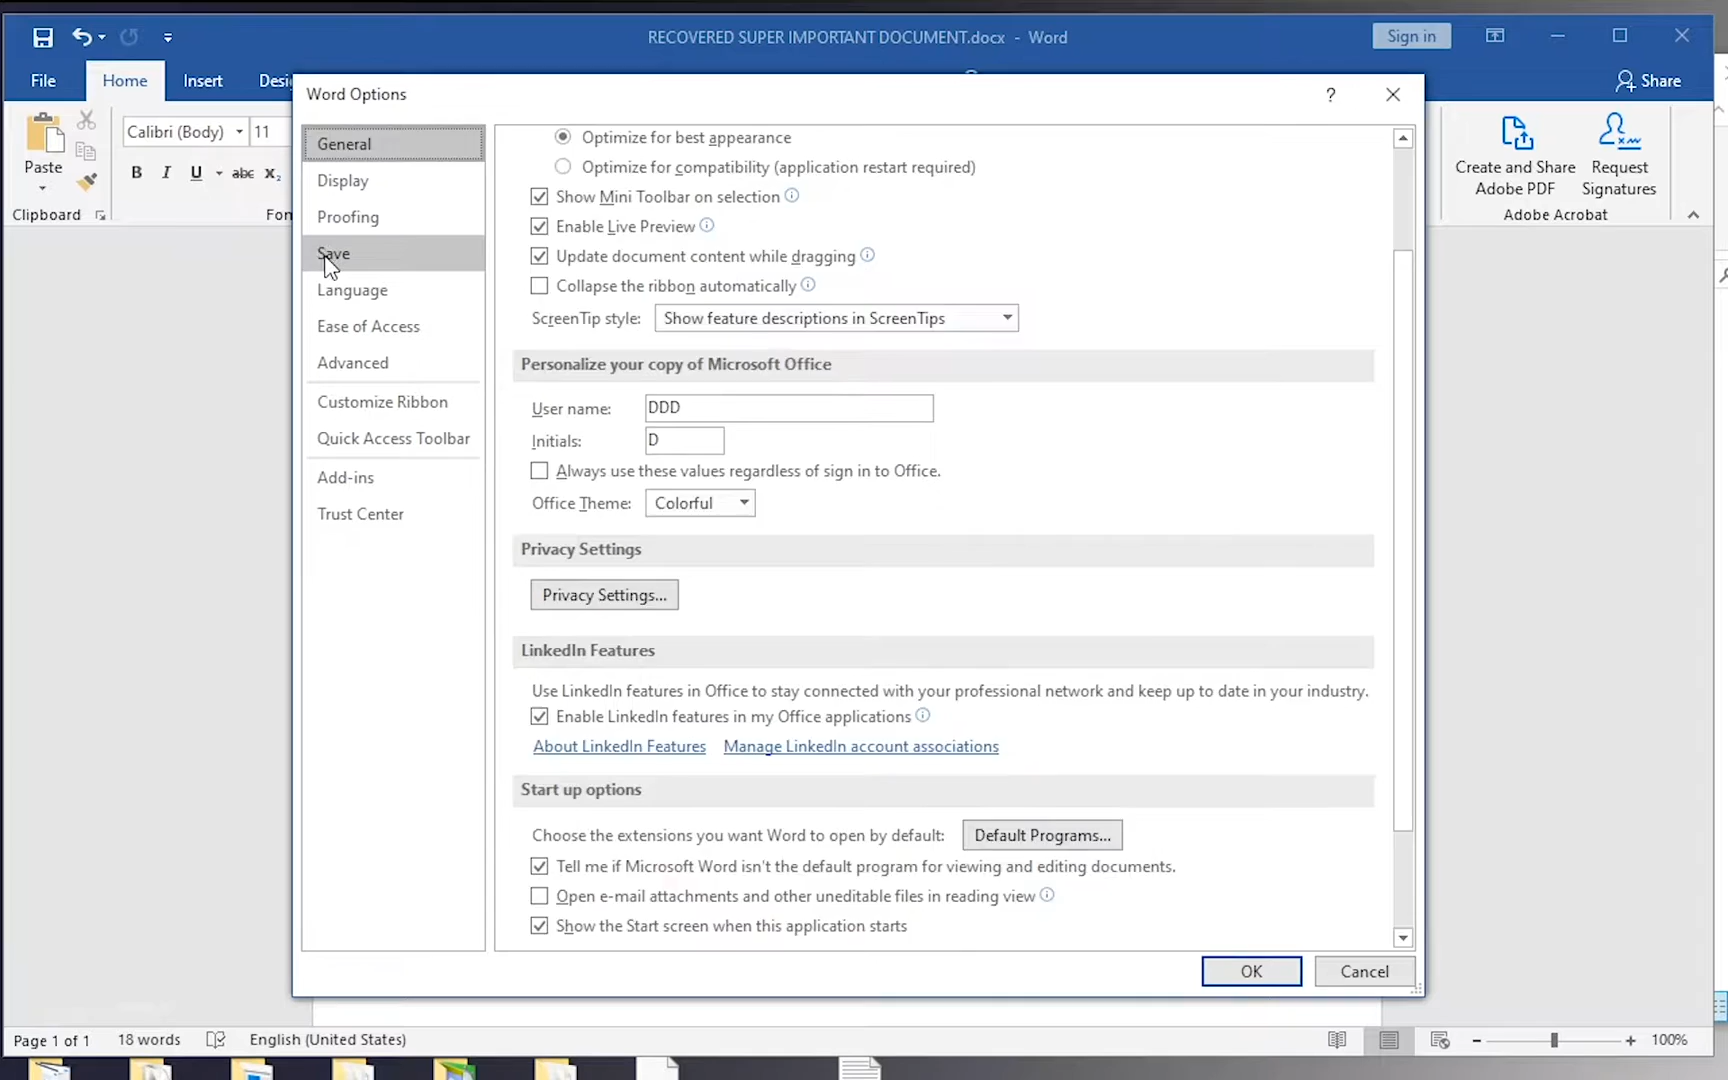 RECOVERED SUPER IMPORTANT DOCUMENT.docx - Word
Sign in
File
Home
Insert
Share
Word Options
?
Paste
Calibri (Body)
11
B I U abc X₂
Clipboard
General
Display
Proofing
Save
Language
Ease of Access
Advanced
Customize Ribbon
Quick Access Toolbar
Add-ins
Trust Center
Optimize for best appearance
Optimize for compatibility (application restart required)
Show Mini Toolbar on selection
Enable Live Preview
Update document content while dragging
Collapse the ribbon automatically
ScreenTip style: Show feature descriptions in ScreenTips
Personalize your copy of Microsoft Office
User name: DDD
Initials: D
Always use these values regardless of sign in to Office.
Office Theme: Colorful
Privacy Settings
Privacy Settings...
LinkedIn Features
Use LinkedIn features in Office to stay connected with your professional network and keep up to date in your industry.
Enable LinkedIn features in my Office applications
About LinkedIn Features Manage LinkedIn account associations
Start up options
Choose the extensions you want Word to open by default: Default Programs...
Tell me if Microsoft Word isn't the default program for viewing and editing documents.
Open e-mail attachments and other uneditable files in reading view
Show the Start screen when this application starts
OK
Cancel
Create and Share
Adobe PDF
Request
Signatures
Adobe Acrobat
Page 1 of 1
18 words
English (United States)
100%